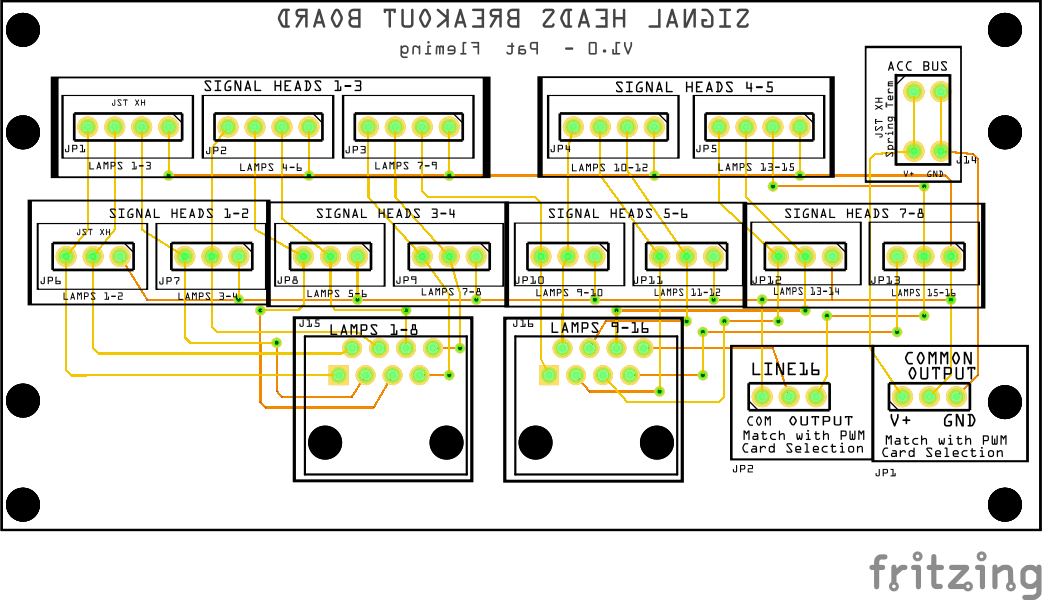 SIGNAL HEADS BREAKOUT BOARD
V1.0 - Pat Fleming
SIGNAL HEADS 1-3
JST XH
JP1
LAMPS 1-3
JP2
LAMPS 4-6
JP3
LAMPS 7-9
SIGNAL HEADS 4-5
JP4
LAMPS 10-12
JP5
LAMPS 13-15
ACC BUS
JST XH
Spring Term
J14
V+ GND
SIGNAL HEADS 1-2
JST XH
JP6
LAMPS 1-2
JP7
LAMPS 3-4
SIGNAL HEADS 3-4
JP8
LAMPS 5-6
JP9
LAMPS 7-8
SIGNAL HEADS 5-6
JP10
LAMPS 9-10
JP11
LAMPS 11-12
SIGNAL HEADS 7-8
JP12
LAMPS 13-14
JP13
LAMPS 15-16
J15
LAMPS 1-8
J16
LAMPS 9-16
LINE16
COM OUTPUT
Match with PWM
Card Selection
JP2
COMMON
OUTPUT
V+ GND
Match with PWM
Card Selection
JP1
fritzing